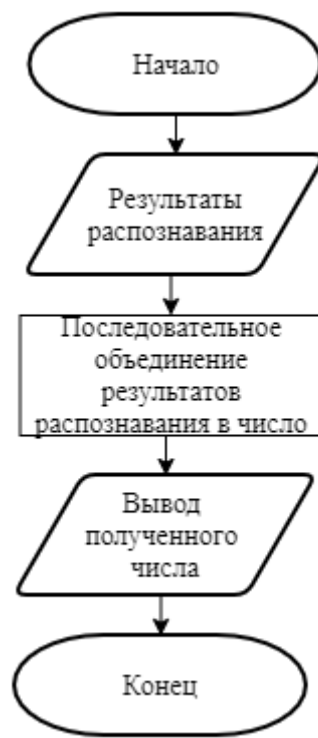 Начало
Результаты
распознавания
Последовательное
объединение
результатов
распознавания в число
Вывод
полученного
числа
Конец